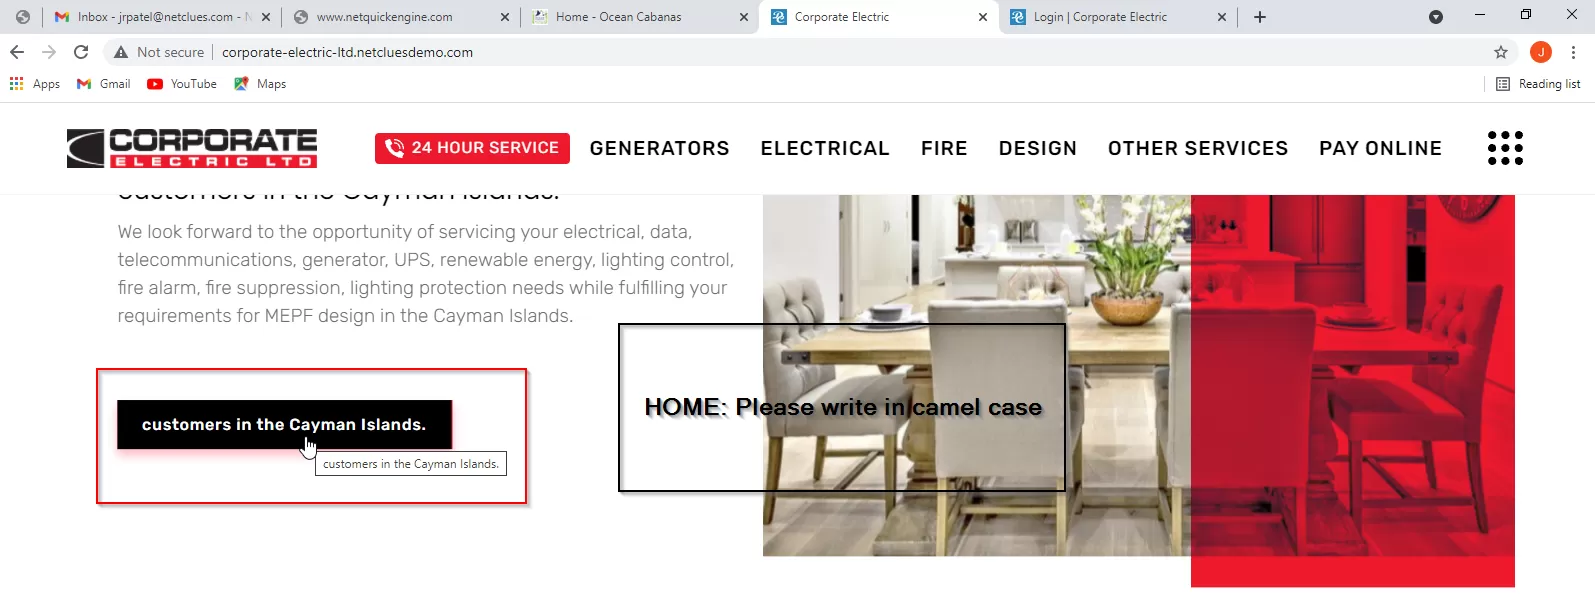 Inbox - jrpatel@netclues.com - N
www.netquickengine.com
Home - Ocean Cabanas
Corporate Electric
Login | Corporate Electric
Not secure
corporate-electric-ltd.netcluesdemo.com
J
Apps
Gmail
YouTube
Maps
Reading list
CORPORATE
ELECTRIC LTD
24 HOUR SERVICE
GENERATORS
ELECTRICAL
FIRE
DESIGN
OTHER SERVICES
PAY ONLINE
customers in the Cayman Islands.
We look forward to the opportunity of servicing your electrical, data,
telecommunications, generator, UPS, renewable energy, lighting control,
fire alarm, fire suppression, lighting protection needs while fulfilling your
requirements for MEPF design in the Cayman Islands.
HOME: Please write in camel case
customers in the Cayman Islands.
customers in the Cayman Islands.